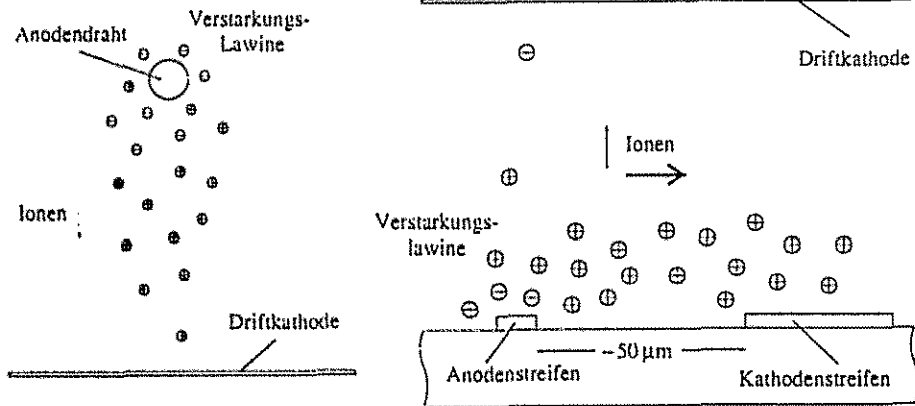 Verstarkungs-
Lawine
Anodendraht
Ionen
Driftkathode
Driftkathode
Ionen
Verstarkungs-
lawine
~50 µm
Anodenstreifen
Kathodenstreifen